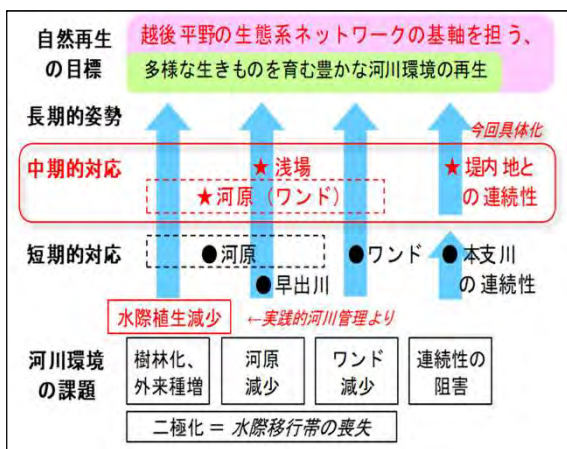 自然再生
の目標
越後平野の生態系ネットワークの基軸を担う、
多様な生きものを育む豊かな河川環境の再生
長期的姿勢
今回具体化
中期的対応
★浅場
★河原（ワンド）
★堤内地と
の連続性
短期的対応
●河原
●早出川
●ワンド
●本支川
の連続性
水際植生減少
←実践的河川管理より
河川環境
の課題
樹林化、
外来種増
河原
減少
ワンド
減少
連続性の
阻害
二極化 = 水際移行帯の喪失